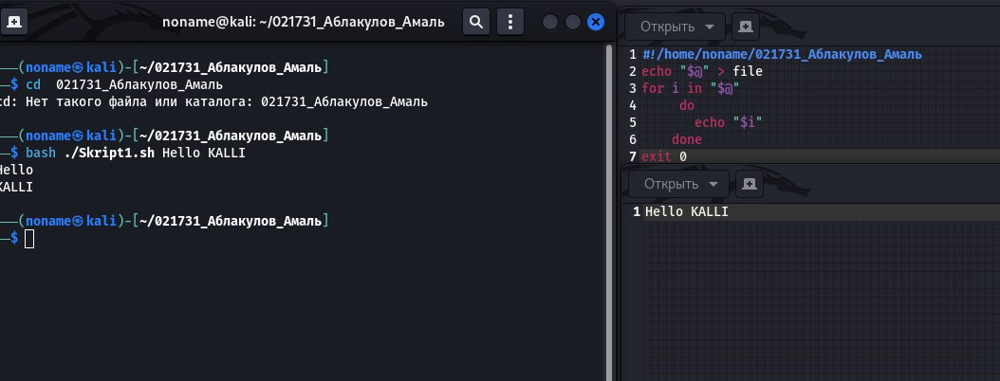 noname@kali: ~/021731_Аблакулов_Амаль
(noname㉿kali)-[~/021731_Аблакулов_Амаль]
$ cd  021731_Аблакулов_Амаль
cd: Нет такого файла или каталога: 021731_Аблакулов_Амаль
(noname㉿kali)-[~/021731_Аблакулов_Амаль]
$ bash ./Skript1.sh Hello KALLI
Hello
KALLI
(noname㉿kali)-[~/021731_Аблакулов_Амаль]
$
Открыть
1 #!/home/noname/021731_Аблакулов_Амаль
2 echo "$@" > file
3 for i in "$@"
4      do
5        echo "$i"
6     done
7 exit 0
Открыть
1 Hello KALLI